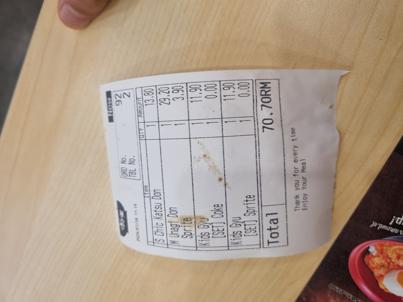 CHKD No. 92
TBL No. 2
Item QTY Amount
S Chic Katsu Don 1 13.80
M Unagi Don 1 29.20
Sprite 1 3.90
Kids Gyu 1 11.90
[SET] Coke 1 0.00
Kids Gyu 1 11.90
[SET] Sprite 1 0.00
Total 70.70RM
Thank you for every time
Enjoy Your Meal